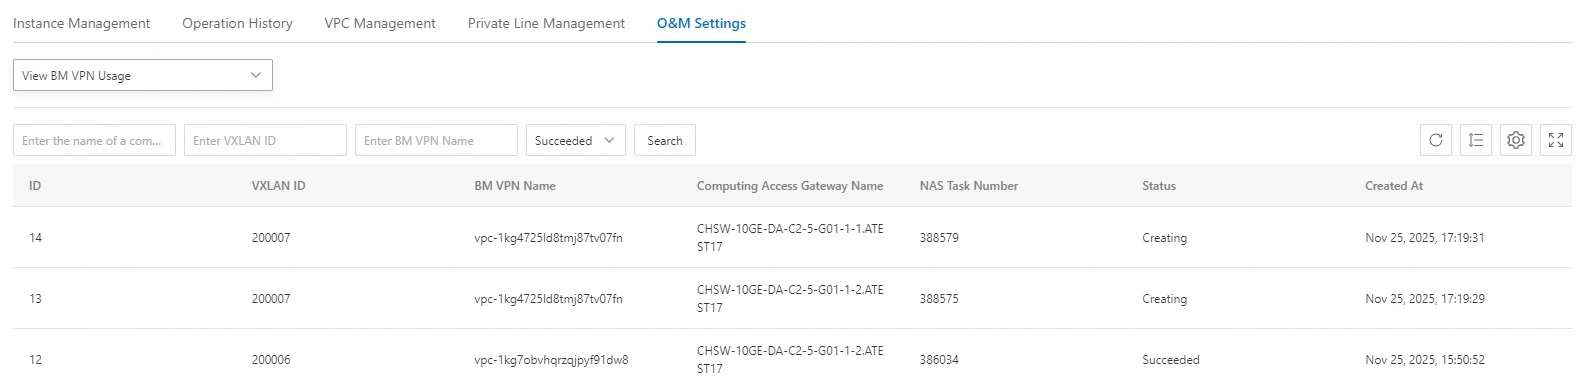 Instance Management Operation History VPC Management Private Line Management O&M Settings
View BM VPN Usage
Enter the name of a com... Enter VXLAN ID Enter BM VPN Name Succeeded Search
ID VXLAN ID BM VPN Name Computing Access Gateway Name NAS Task Number Status Created At
14 200007 vpc-1kg4725ld8tmj87tv07fn CHSW-10GE-DA-C2-5-G01-1-1.ATE
ST17 388579 Creating Nov 25, 2025, 17:19:31
13 200007 vpc-1kg4725ld8tmj87tv07fn CHSW-10GE-DA-C2-5-G01-1-2.ATE
ST17 388575 Creating Nov 25, 2025, 17:19:29
12 200006 vpc-1kg7obvhqrzqjpyf91dw8 CHSW-10GE-DA-C2-5-G01-1-2.ATE
ST17 386034 Succeeded Nov 25, 2025, 15:50:52